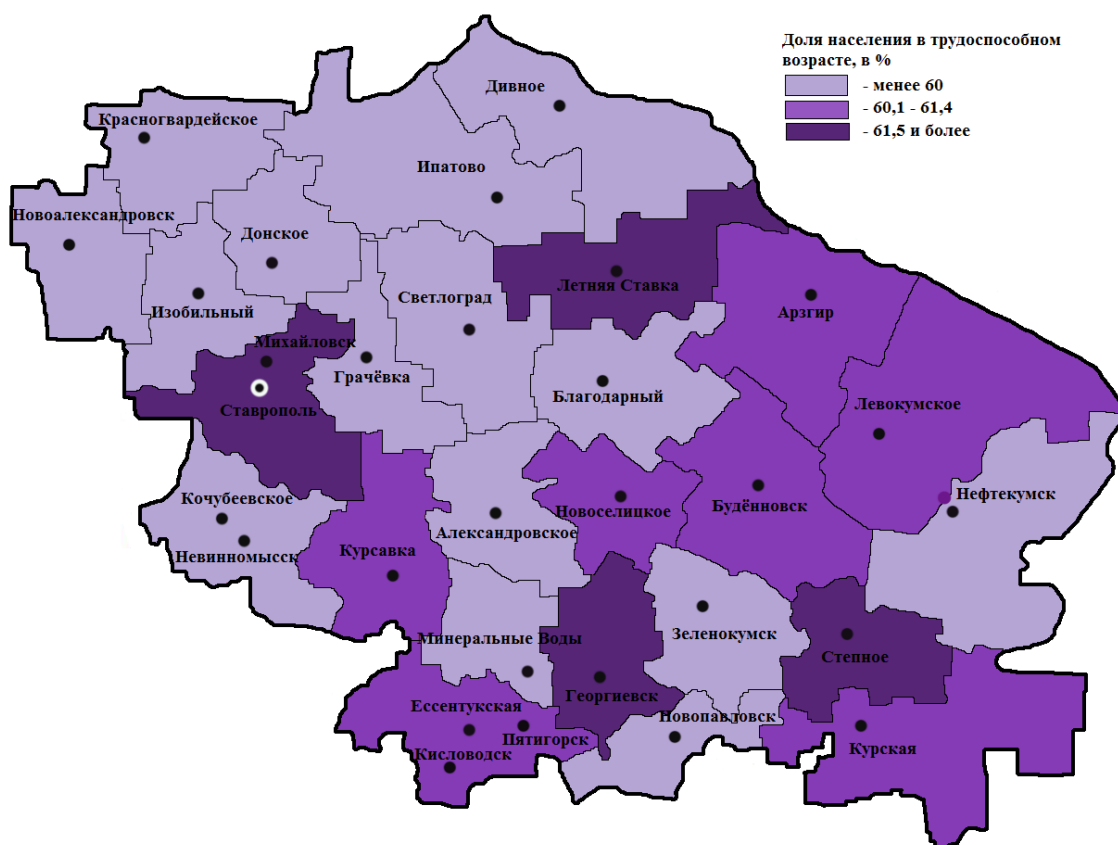 Доля населения в трудоспособном
возрасте, в %
- менее 60
- 60,1 - 61,4
- 61,5 и более
Дивное
Красногвардейское
Ипатово
Новоалександровск
Донское
Летняя Ставка
Светлоград
Изобильный
Арзгир
Михайловск
Грачёвка
Благодарный
Левокумское
Ставрополь
Кочубеевское
Нефтекумск
Новоселицкое
Будённовск
Александровское
Невинномысск
Курсавка
Минеральные Воды
Зеленокумск
Степное
Георгиевск
Ессентукская
Новопавловск
Пятигорск
Курская
Кисловодск